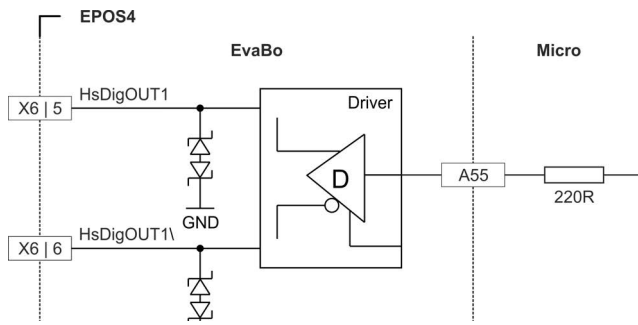 EPOS4
EvaBo
Micro
X6 | 5
HsDigOUT1
Driver
D
A55
220R
GND
X6 | 6
HsDigOUT1\